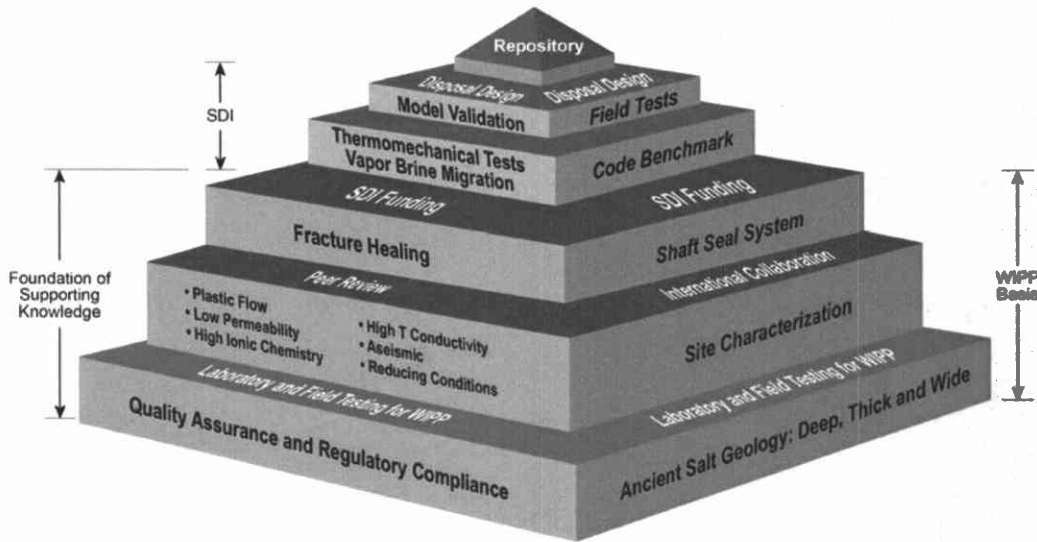 Repository
Disposal Design
Disposal Design
SDI
Model Validation
Field Tests
Thermomechanical Tests
Vapor Brine Migration
Code Benchmark
SDI Funding
SDI Funding
Fracture Healing
Shaft Seal System
Foundation of
Supporting
Knowledge
Peer Review
International Collaboration
WIPP
Basis
• Plastic Flow
• Low Permeability
• High Ionic Chemistry
• High T Conductivity
• Aseismic
• Reducing Conditions
Site Characterization
Laboratory and Field Testing for WIPP
Laboratory and Field Testing for WIPP
Quality Assurance and Regulatory Compliance
Ancient Salt Geology: Deep, Thick and Wide